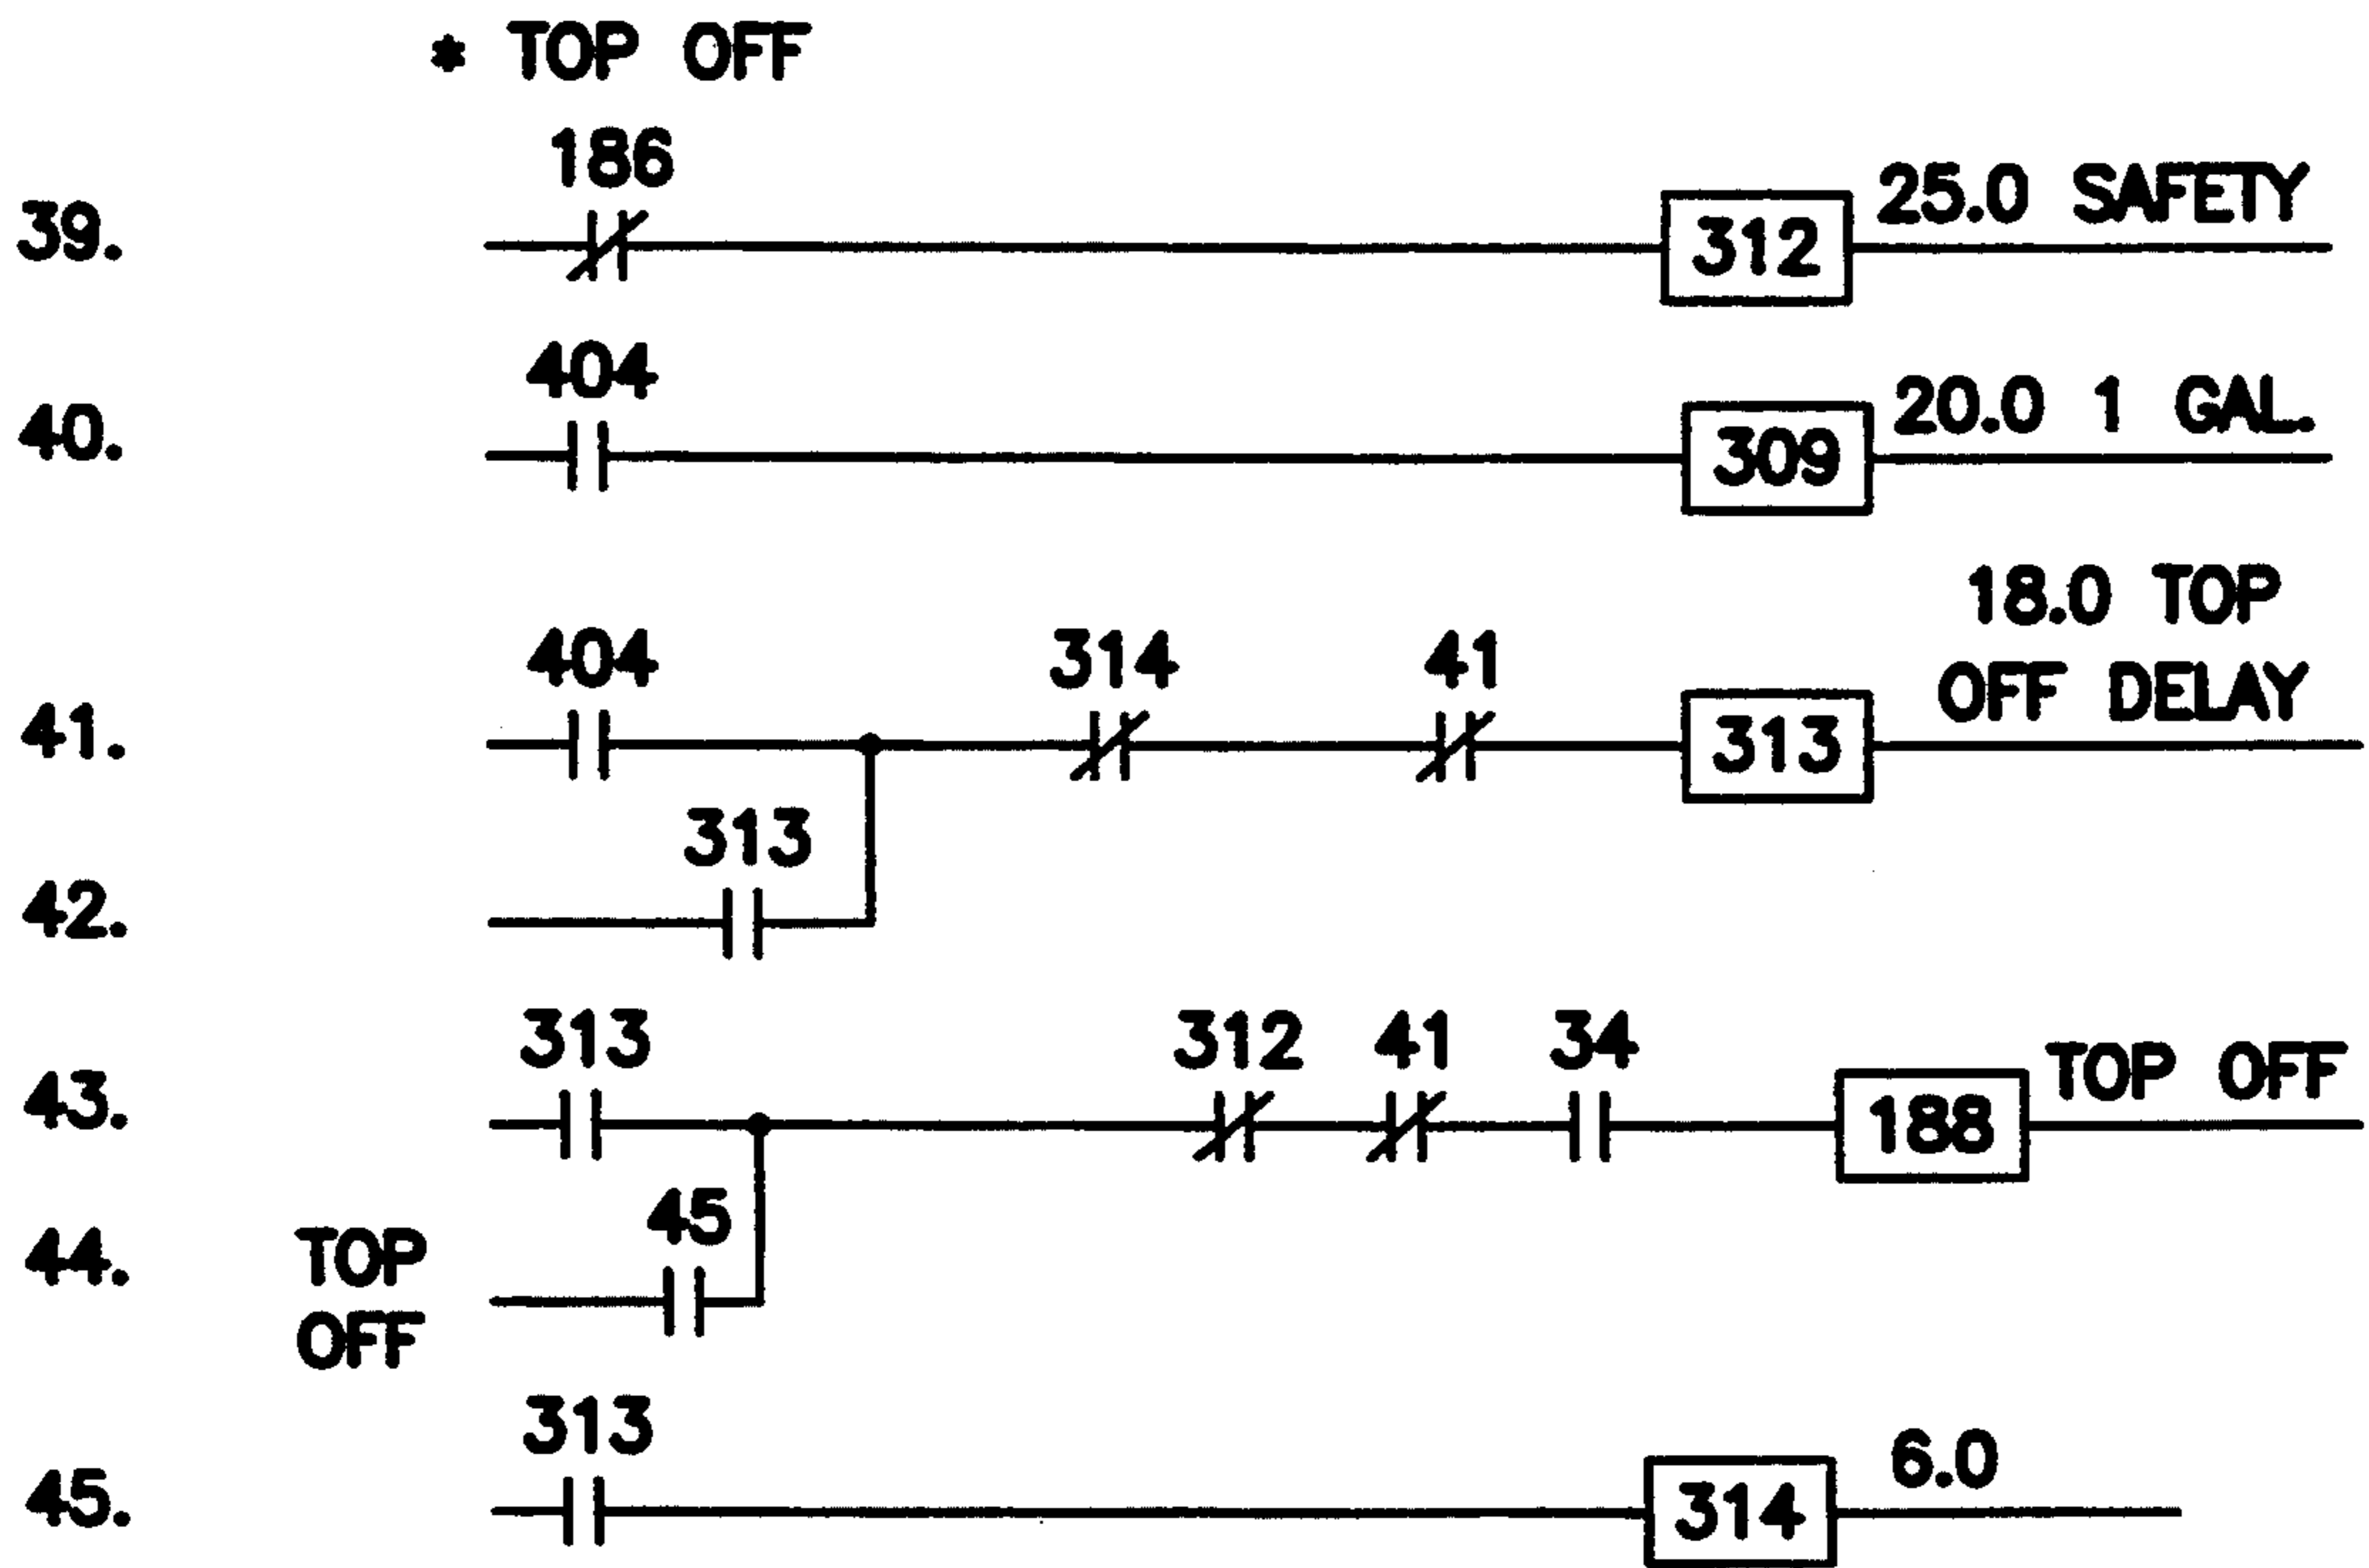 * TOP OFF
186
39. 312 25.0 SAFETY
404
40. 309 20.0 1 GAL.
18.0 TOP
OFF DELAY
404 314 41
41. 313
313
42.
313 312 41 34
43. 188 TOP OFF
45
44. TOP
OFF
313
45. 314 6.0